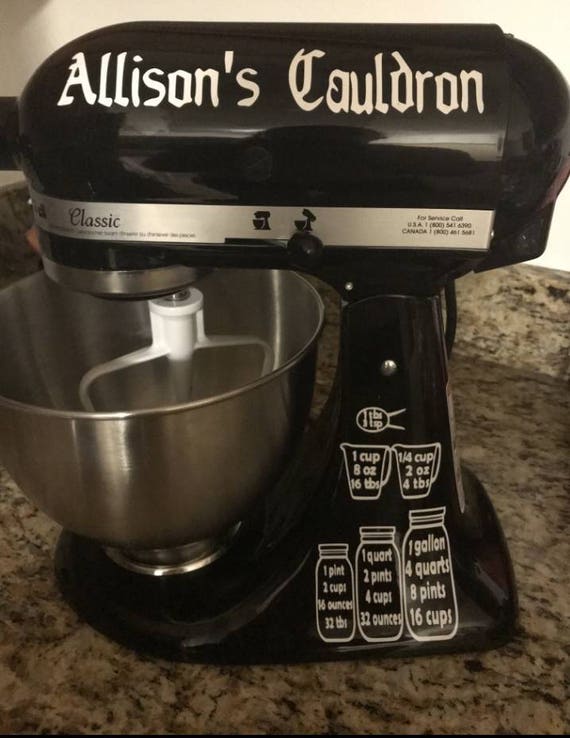 Allison's Cauldron
Classic
For Service Call
U.S.A. 1 (800) 541 6390
CANADA 1 (800) 461 5681
1 tbs
3 tsp
1 cup
8 oz
16 tbs
1/4 cup
2 oz
4 tbs
1 pint
2 cups
16 ounces
32 tbs
1 quart
2 pints
4 cups
32 ounces
1 gallon
4 quarts
8 pints
16 cups